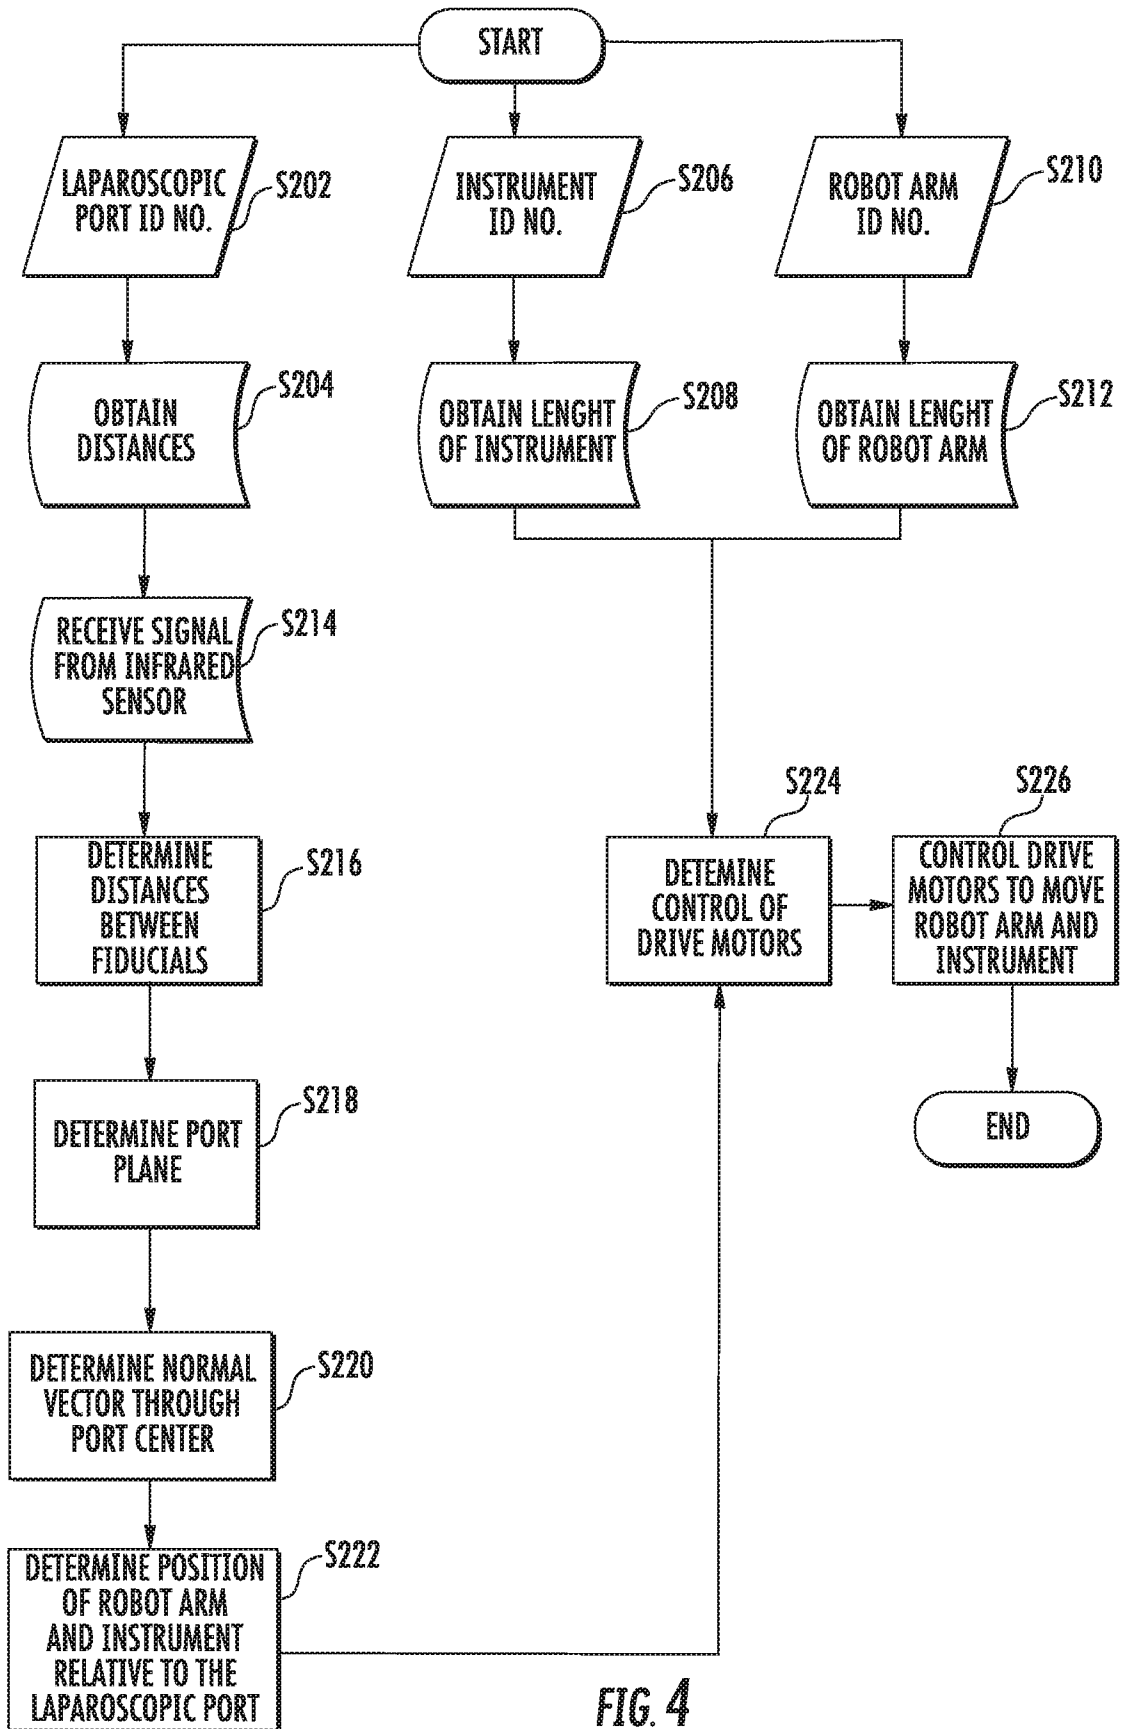 START
LAPAROSCOPIC
PORT ID NO.
S202
INSTRUMENT
ID NO.
S206
ROBOT ARM
ID NO.
S210
OBTAIN
DISTANCES
S204
OBTAIN LENGHT
OF INSTRUMENT
S208
OBTAIN LENGHT
OF ROBOT ARM
S212
RECEIVE SIGNAL
FROM INFRARED
SENSOR
S214
DETERMINE
DISTANCES
BETWEEN
FIDUCIALS
S216
DETEMINE
CONTROL OF
DRIVE MOTORS
S224
CONTROL DRIVE
MOTORS TO MOVE
ROBOT ARM AND
INSTRUMENT
S226
DETERMINE PORT
PLANE
S218
END
DETERMINE NORMAL
VECTOR THROUGH
PORT CENTER
S220
DETERMINE POSITION
OF ROBOT ARM
AND INSTRUMENT
RELATIVE TO THE
LAPAROSCOPIC PORT
S222
FIG. 4